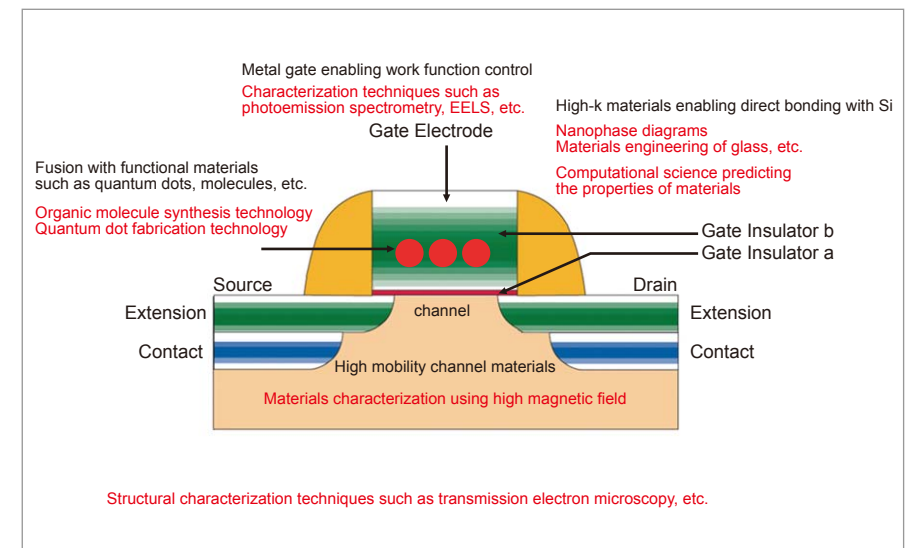 Metal gate enabling work function control
Characterization techniques such as
photoemission spectrometry, EELS, etc.
Gate Electrode
High-k materials enabling direct bonding with Si
Nanophase diagrams
Materials engineering of glass, etc.
Computational science predicting
the properties of materials
Fusion with functional materials
such as quantum dots, molecules, etc.
Organic molecule synthesis technology
Quantum dot fabrication technology
Gate Insulator b
Gate Insulator a
Source
Drain
Extension
channel
Extension
Contact
Contact
High mobility channel materials
Materials characterization using high magnetic field
Structural characterization techniques such as transmission electron microscopy, etc.